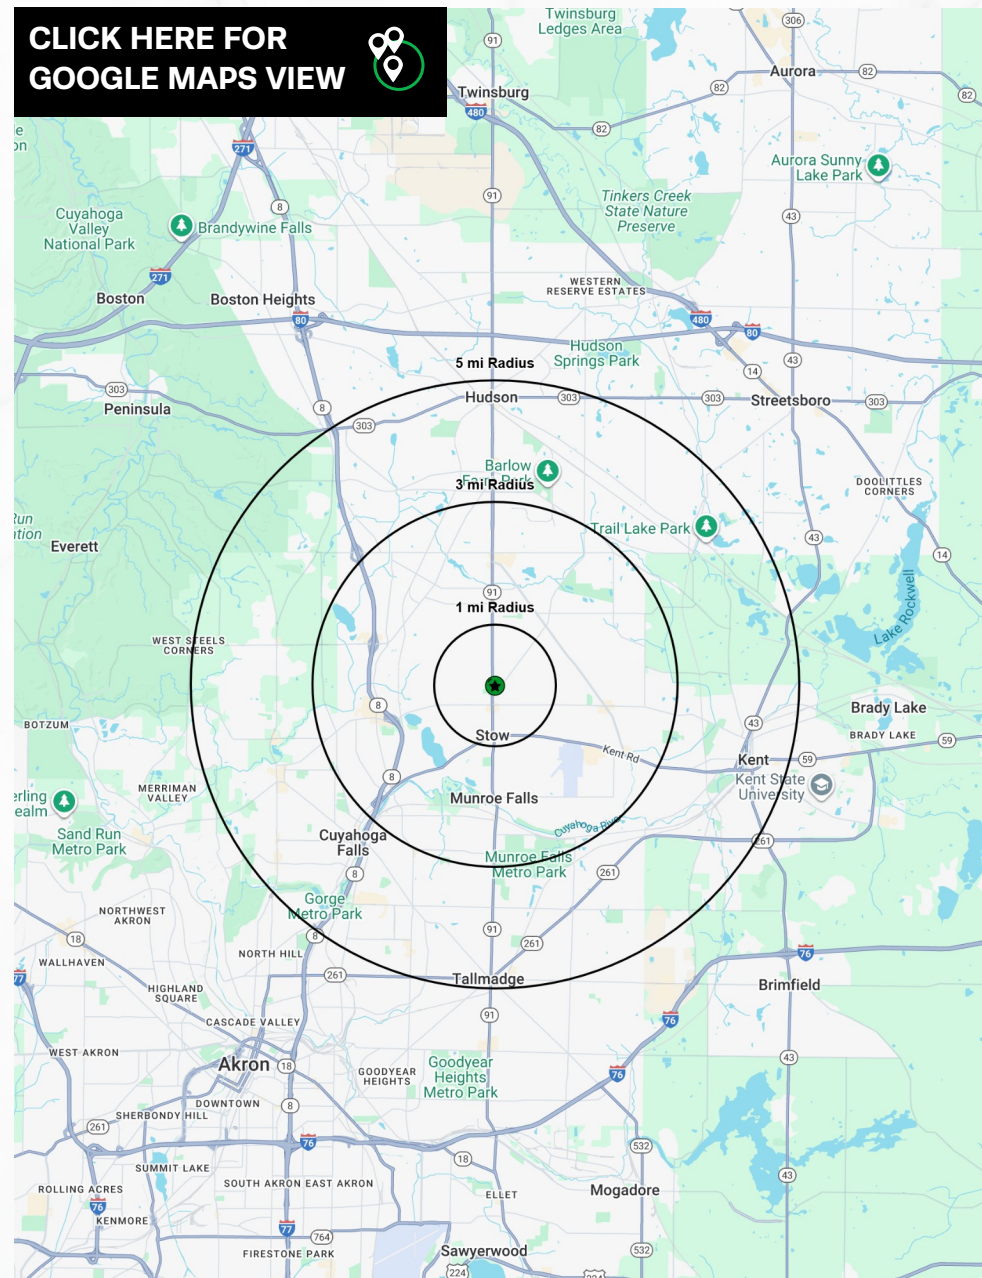 CLICK HERE FOR
GOOGLE MAPS VIEW
Twinsburg
Ledges Area
91
306
Aurora
82
82
82
Twinsburg
480
82
271
Aurora Sunny
Lake Park
91
8
Tinkers Creek
State Nature
Preserve
Cuyahoga
Valley
National Park
Brandywine Falls
43
271
WESTERN
RESERVE ESTATES
Boston
Boston Heights
80
480
80
Hudson
Springs Park
5 mi Radius
43
14
303
Peninsula
8
303
Hudson
303
303
Streetsboro
303
Barlow
Farm Park
3 mi Radius
DOOLITTLES
CORNERS
Run
Trail Lake Park
43
Everett
14
91
1 mi Radius
Lake Rockwell
WEST STEELS
CORNERS
8
Brady Lake
BOTZUM
43
BRADY LAKE
59
Stow
Kent Rd
Kent
59
8
Kent State
University
MERRIMAN
VALLEY
Munroe Falls
Sand Run
Metro Park
Cuyahoga
Falls
Cuyahoga River
261
Munroe Falls
Metro Park
8
261
Gorge
Metro Park
NORTHWEST
AKRON
18
8
91
261
WALLHAVEN
NORTH HILL
76
77
261
Tallmadge
Brimfield
HIGHLAND
SQUARE
91
76
CASCADE VALLEY
WEST AKRON
Akron
18
GOODYEAR
HEIGHTS
Goodyear
Heights
Metro Park
43
76
DOWNTOWN
8
SHERBONDY HILL
261
76
532
18
SUMMIT LAKE
43
ROLLING ACRES
SOUTH AKRON
EAST AKRON
ELLET
Mogadore
76
KENMORE
77
764
FIRESTONE PARK
Sawyerwood
532
224